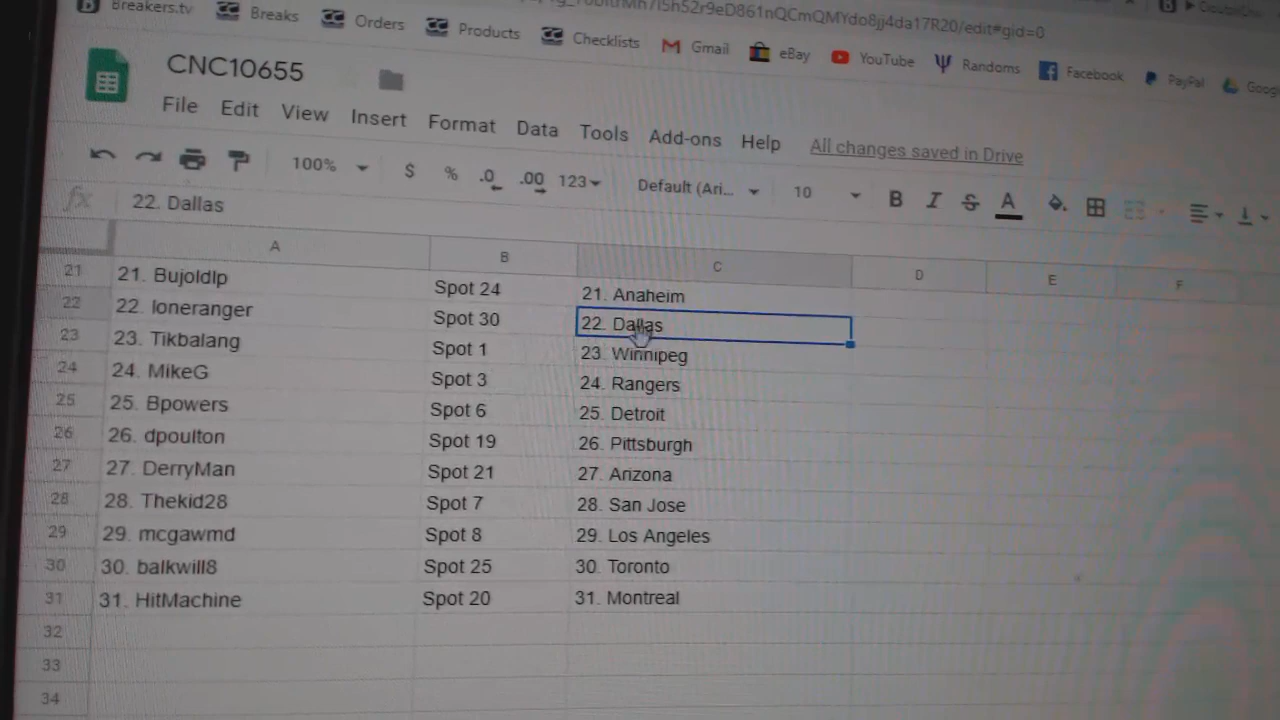 Breakers.tv Breaks Orders Products Checklists Gmail eBay YouTube Randoms Facebook PayPal
CNC10655
File Edit View Insert Format Data Tools Add-ons Help All changes saved in Drive
100% $ % .0 .00 123 Default (Ari... 10 B I S A
fx 22. Dallas
A B C D E F
21 21. Bujoldlp Spot 24 21. Anaheim
22 22. loneranger Spot 30 22. Dallas
23 23. Tikbalang Spot 1 23. Winnipeg
24 24. MikeG Spot 3 24. Rangers
25 25. Bpowers Spot 6 25. Detroit
26 26. dpoulton Spot 19 26. Pittsburgh
27 27. DerryMan Spot 21 27. Arizona
28 28. Thekid28 Spot 7 28. San Jose
29 29. mcgawmd Spot 8 29. Los Angeles
30 30. balkwill8 Spot 25 30. Toronto
31 31. HitMachine Spot 20 31. Montreal
32
33
34